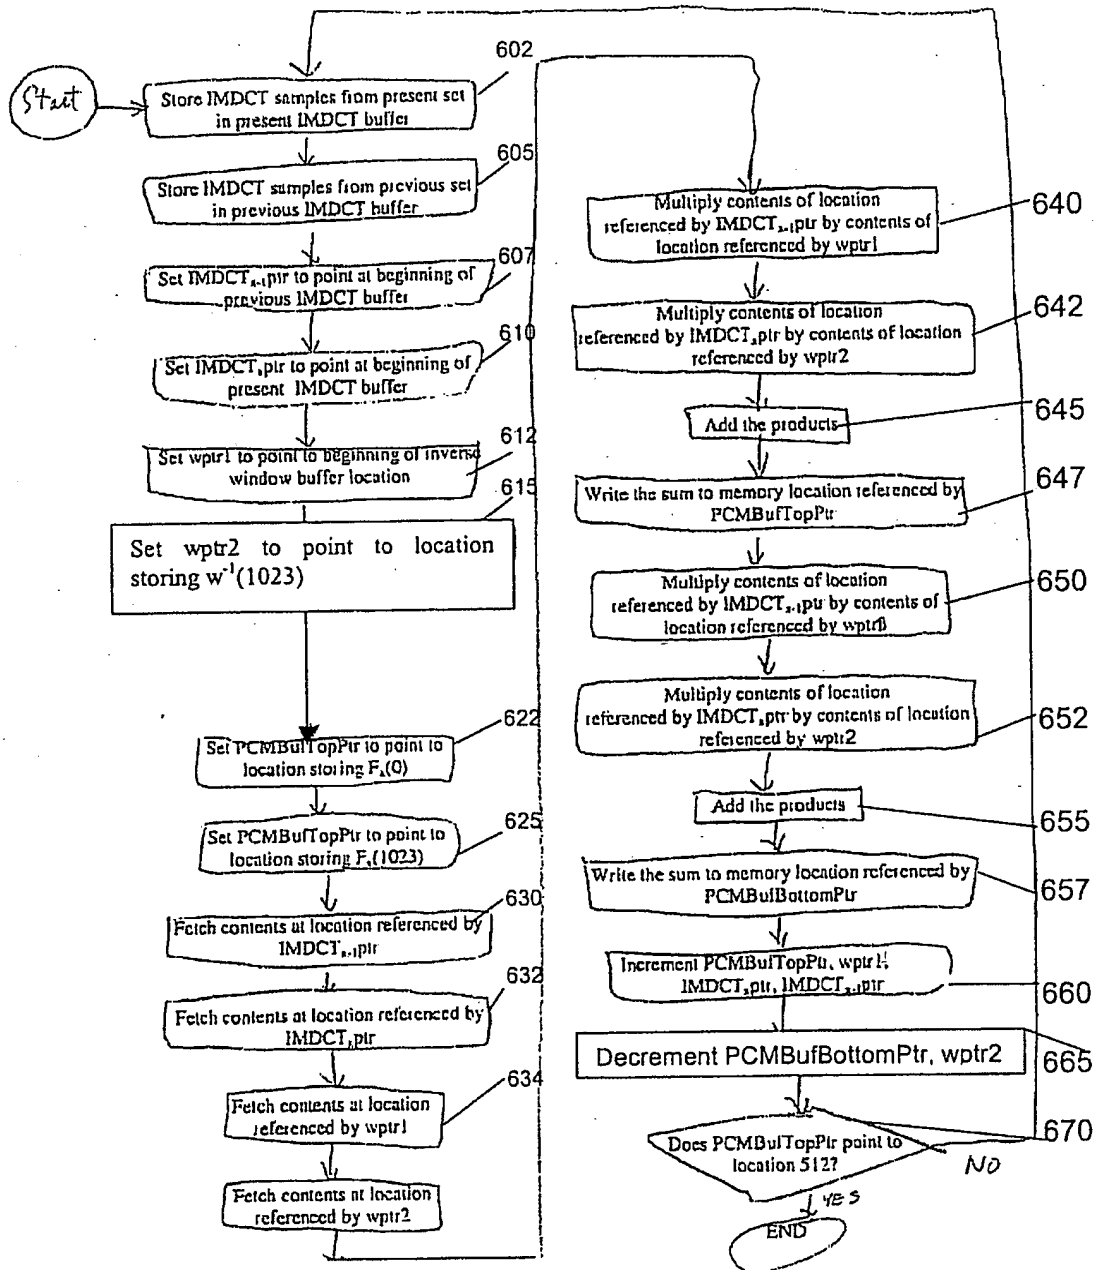 Start
602
Store IMDCT samples from present set
in present IMDCT buffer
605
Store IMDCT samples from previous set
in previous IMDCT buffer
607
Set IMDCTₓ₋₁ptr to point at beginning of
previous IMDCT buffer
610
Set IMDCTₓptr to point at beginning of
present IMDCT buffer
612
Set wptr1 to point to beginning of inverse
window buffer location
615
Set wptr2 to point to location
storing w⁻¹(1023)
622
Set PCMBufTopPtr to point to
location storing Fₓ(0)
625
Set PCMBufTopPtr to point to
location storing Fₓ(1023)
630
Fetch contents at location referenced by
IMDCTₓ₋₁ptr
632
Fetch contents at location referenced by
IMDCTₓptr
634
Fetch contents at location
referenced by wptr1
Fetch contents at location
referenced by wptr2
640
Multiply contents of location
referenced by IMDCTₓ₋₁ptr by contents of
location referenced by wptr1
642
Multiply contents of location
referenced by IMDCTₓptr by contents of location
referenced by wptr2
645
Add the products
647
Write the sum to memory location referenced by
PCMBufTopPtr
650
Multiply contents of location
referenced by IMDCTₓ₋₁ptr by contents of
location referenced by
652
Multiply contents of location
referenced by IMDCTₓptr by contents of location
referenced by wptr2
655
Add the products
657
Write the sum to memory location referenced by
PCMBufBottomPtr
660
Increment PCMBufTopPtr, wptr1,
IMDCTₓptr, IMDCTₓ₋₁ptr
665
Decrement PCMBufBottomPtr, wptr2
670
Does PCMBufTopPtr point to
location 512?
NO
YES
END